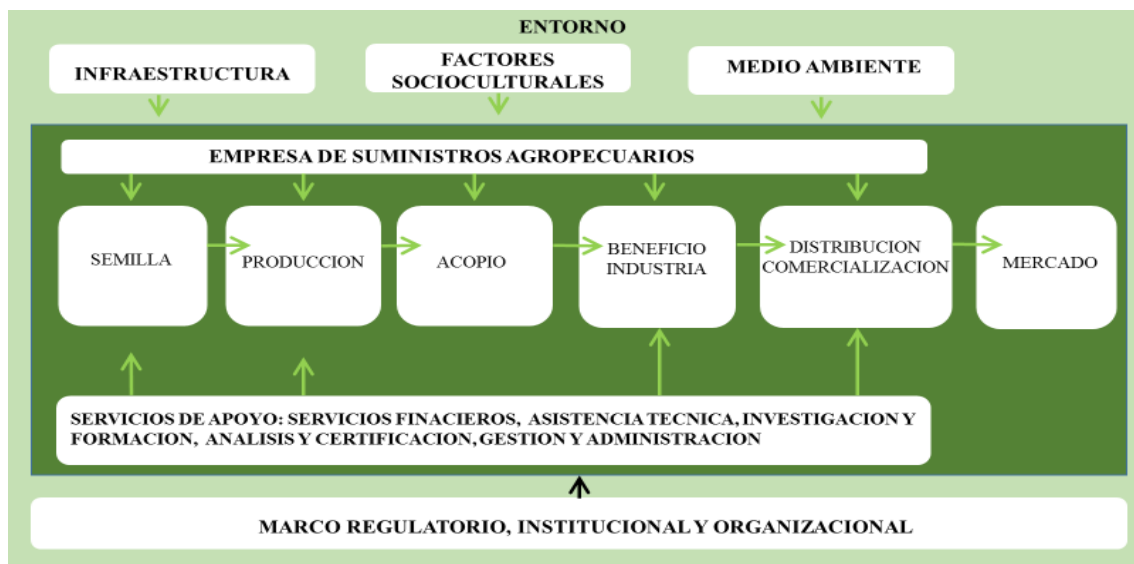 ENTORNO
INFRAESTRUCTURA
FACTORES
SOCIOCULTURALES
MEDIO AMBIENTE
EMPRESA DE SUMINISTROS AGROPECUARIOS
SEMILLA
PRODUCCION
ACOPIO
BENEFICIO
INDUSTRIA
DISTRIBUCION
COMERCIALIZACION
MERCADO
SERVICIOS DE APOYO: SERVICIOS FINACIEROS, ASISTENCIA TECNICA, INVESTIGACION Y
FORMACION, ANALISIS Y CERTIFICACION, GESTION Y ADMINISTRACION
MARCO REGULATORIO, INSTITUCIONAL Y ORGANIZACIONAL